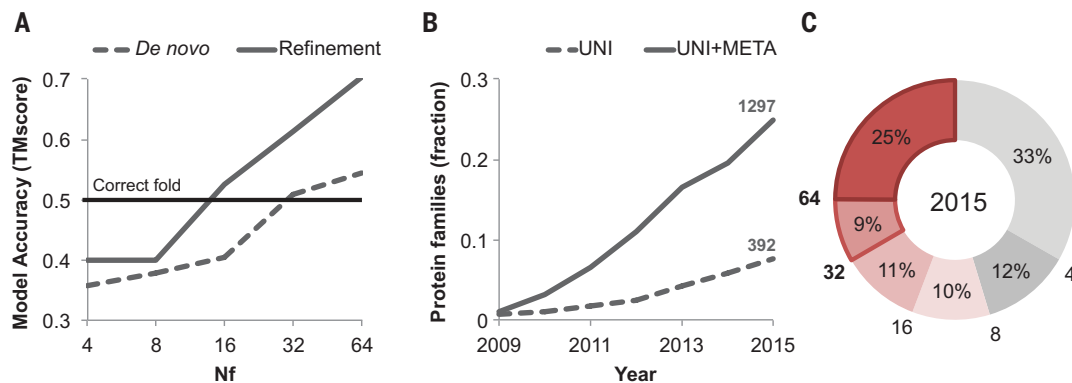 A
De novo
Refinement
Model Accuracy (TMscore)
0.7
0.6
0.5
0.4
0.3
Correct fold
4
8
16
32
64
Nf
B
UNI
UNI+META
Protein families (fraction)
0.3
0.2
0.1
0
1297
392
2009
2011
2013
2015
Year
C
25%
33%
64
2015
9%
32
11%
10%
12%
4
16
8